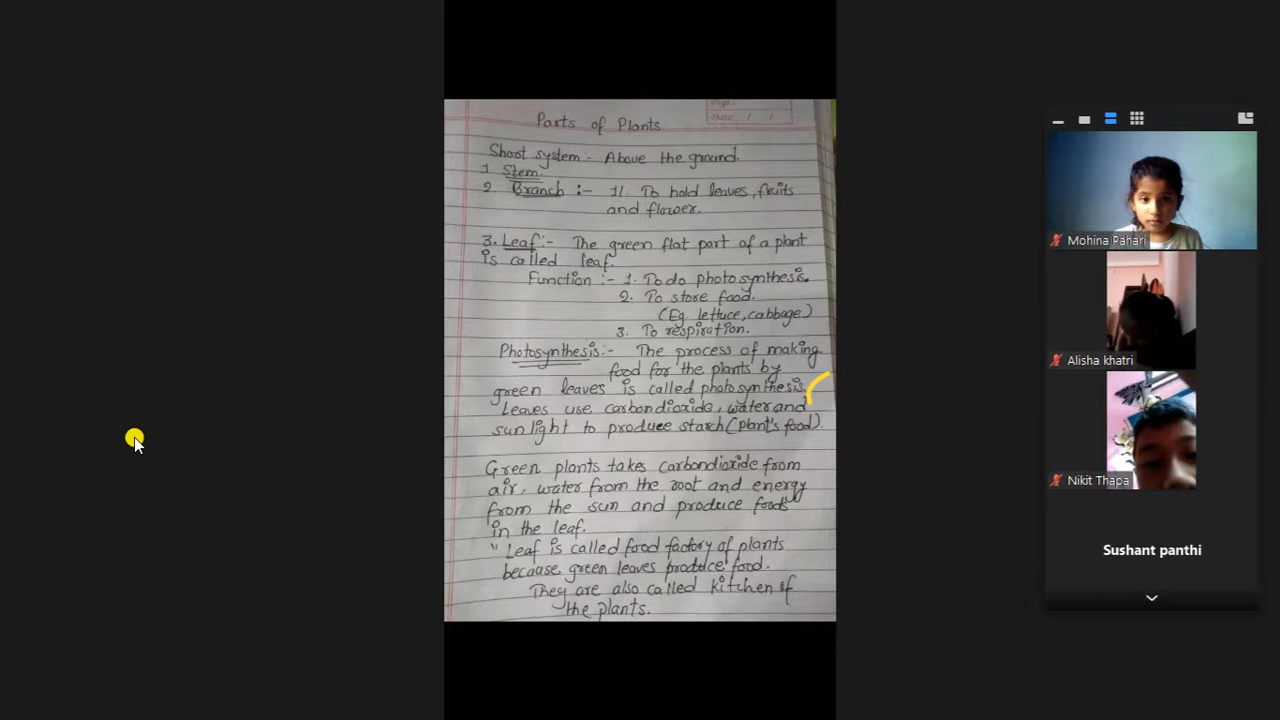 Page:
Date: / /
Parts of Plants
Shoot system:- Above the ground.
1 Stem.
2. Branch :- 1. To hold leaves, fruits
and flower.
3. Leaf:- The green flat part of a plant
is called leaf.
Function:- 1. To do photosynthesis.
2. To store food.
(Eg. lettuce, cabbage)
3. To respiration.
Photosynthesis:- The process of making
food for the plants by
green leaves is called photosynthesis.
Leaves use carbondioxide, water and
sunlight to produce starch (plant's food).
Green plants takes carbondioxide from
air, water from the root and energy
from the sun and produce foods
in the leaf.
" Leaf is called food factory of plants
because green leaves produce food.
They are also called kitchen of
the plants.
Mohina Pahari
Alisha khatri
Nikit Thapa
Sushant panthi